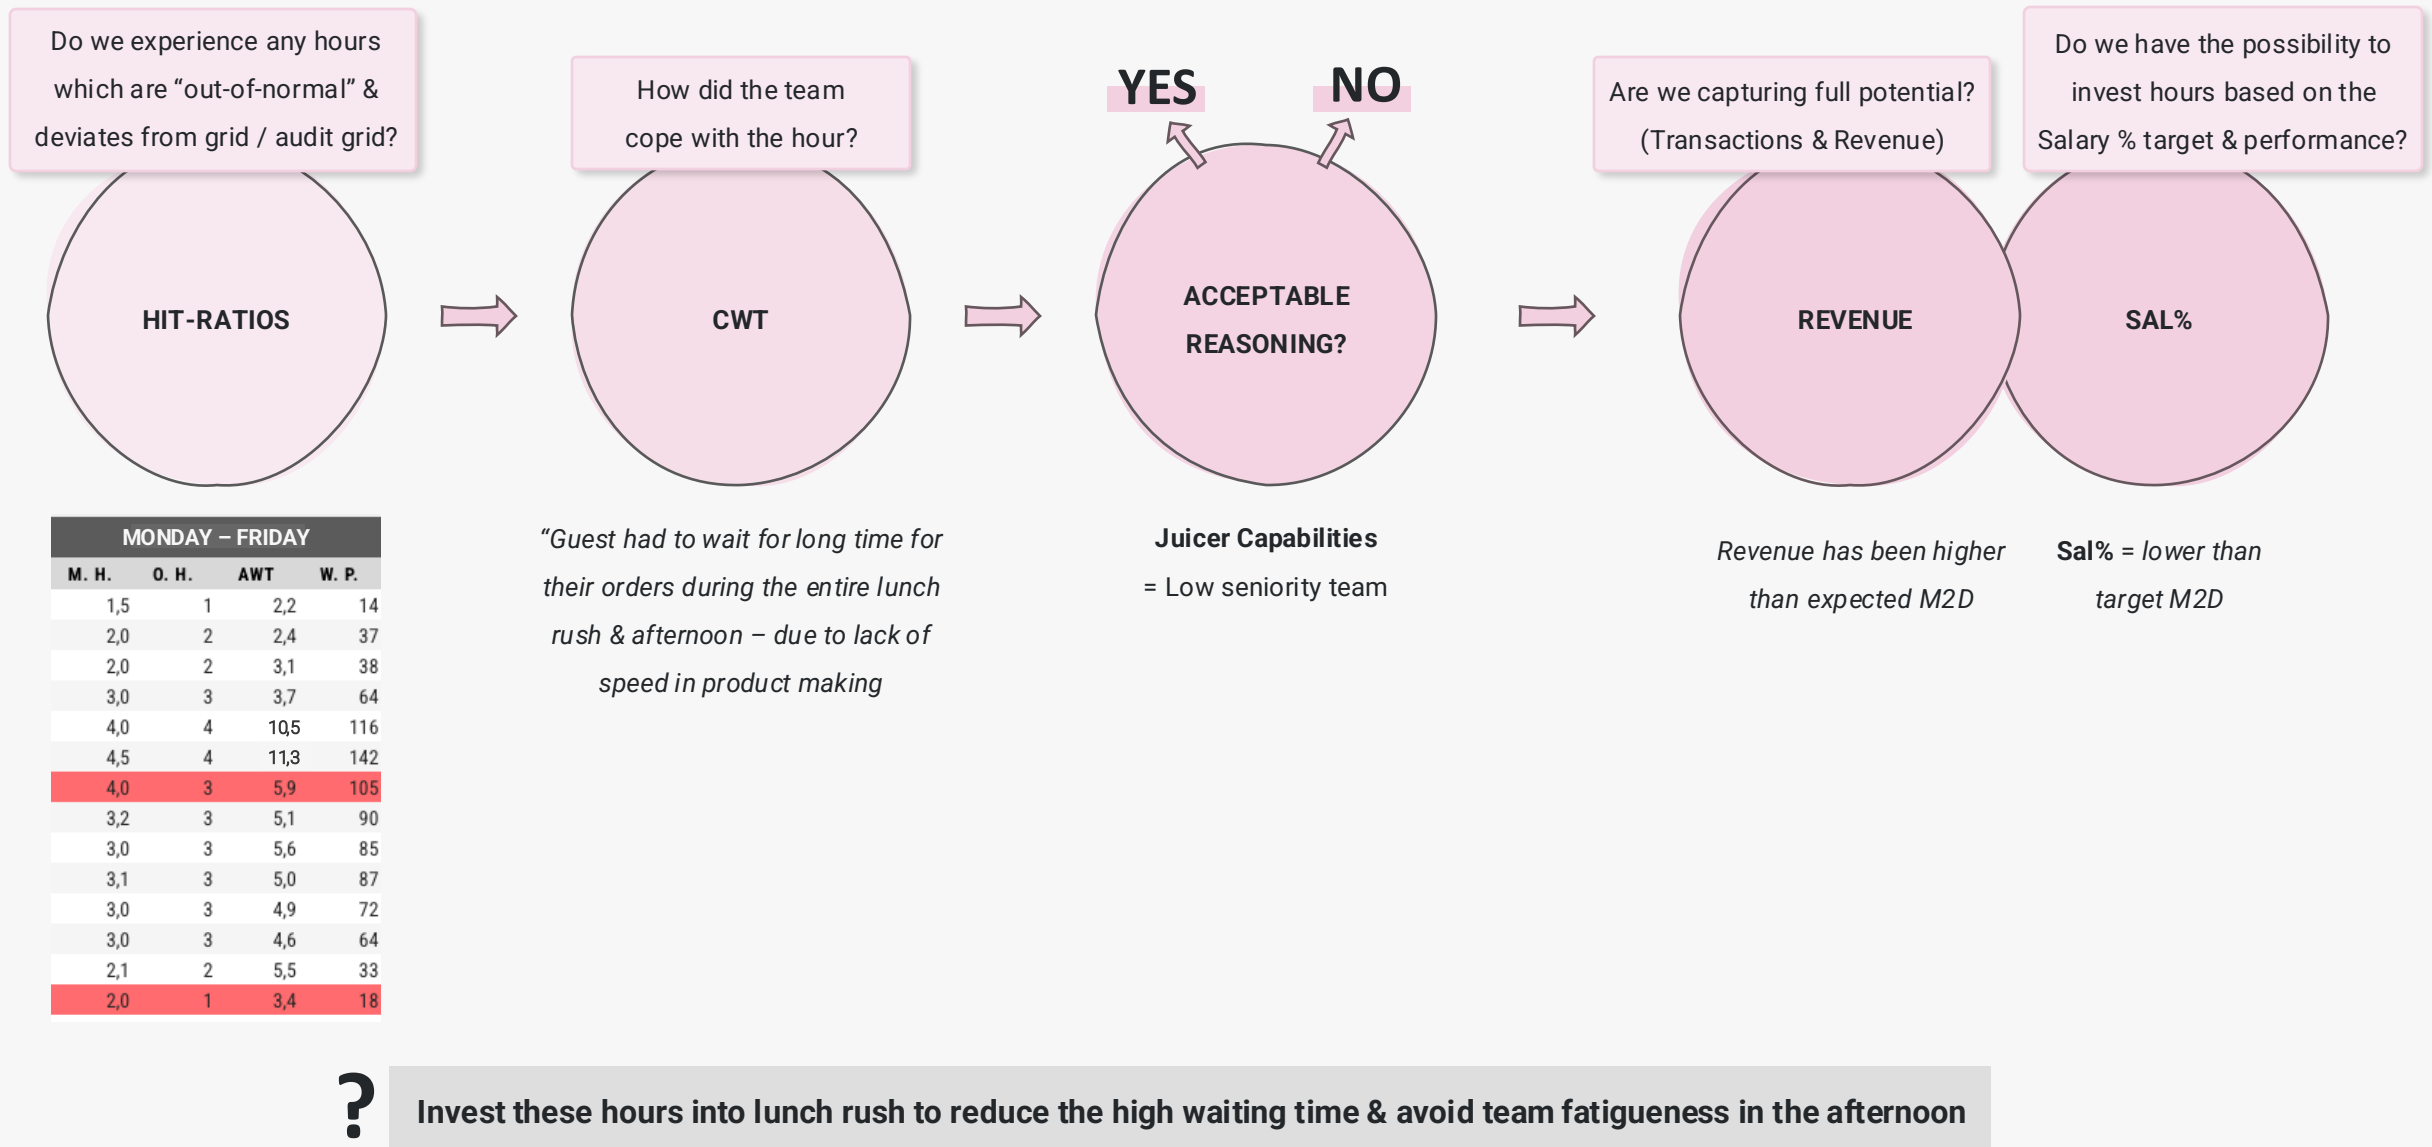 Do we experience any hours
which are “out-of-normal” &
deviates from grid / audit grid?
HIT-RATIOS
MONDAY – FRIDAY
M. H. O. H. AWT W. P.
1,5 1 2,2 14
2,0 2 2,4 37
2,0 2 3,1 38
3,0 3 3,7 64
4,0 4 10,5 116
4,5 4 11,3 142
4,0 3 5,9 105
3,2 3 5,1 90
3,0 3 5,6 85
3,1 3 5,0 87
3,0 3 4,9 72
3,0 3 4,6 64
2,1 2 5,5 33
2,0 1 3,4 18
How did the team
cope with the hour?
CWT
“Guest had to wait for long time for
their orders during the entire lunch
rush & afternoon – due to lack of
speed in product making
YES NO
ACCEPTABLE
REASONING?
Juicer Capabilities
= Low seniority team
Are we capturing full potential?
(Transactions & Revenue)
REVENUE
Revenue has been higher
than expected M2D
Do we have the possibility to
invest hours based on the
Salary % target & performance?
SAL%
Sal% = lower than
target M2D
?
Invest these hours into lunch rush to reduce the high waiting time & avoid team fatigueness in the afternoon